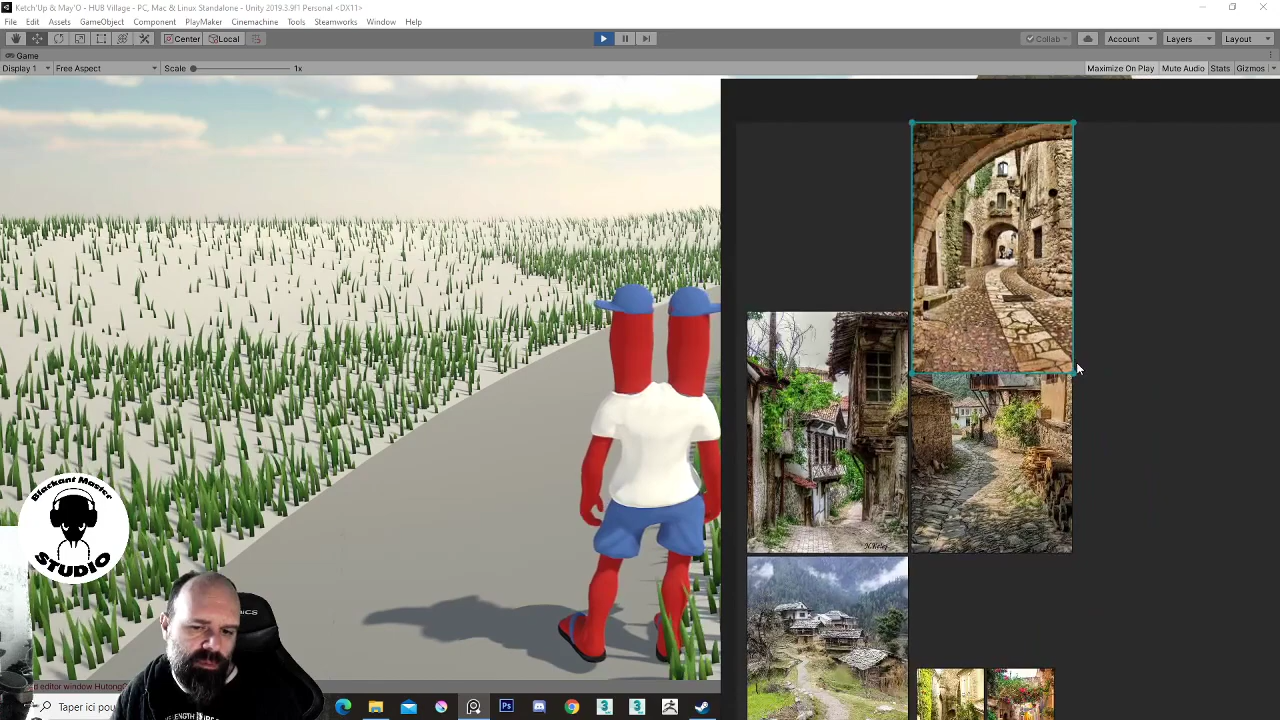 Ketch'Up & May'O - HUB Village - PC, Mac & Linux Standalone - Unity 2019.3.9f1 Personal <DX11>
File Edit Assets GameObject Component PlayMaker Cinemachine Tools Steamworks Window Help
Center Local Collab Account Layers Layout
Game
Display 1 Free Aspect Scale 1x Maximize On Play Mute Audio Stats Gizmos
Blackant Master
STUDIO
editor window
Taper ici pou